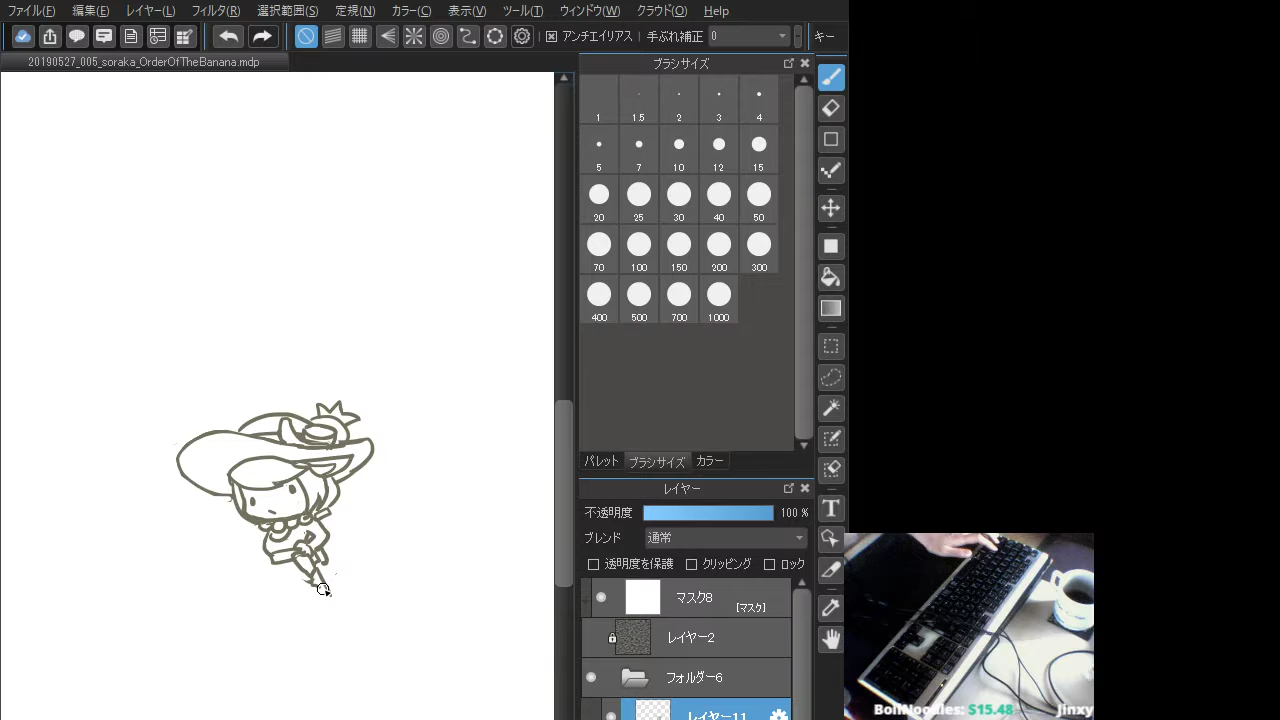 ファイル(F) 編集(E) レイヤー(L) フィルタ(R) 選択範囲(S) 定規(N) カラー(C) 表示(V) ツール(T) ウィンドウ(W) クラウド(O) Help
アンチエイリアス 手ぶれ補正 0 キー
20190527_005_soraka_OrderOfTheBanana.mdp
ブラシサイズ
1 1.5 2 3 4
5 7 10 12 15
20 25 30 40 50
70 100 150 200 300
400 500 700 1000
パレット ブラシサイズ カラー
レイヤー
不透明度 100 %
ブレンド 通常
透明度を保護 クリッピング ロック
マスク8
[マスク]
レイヤー2
フォルダー6
レイヤー11
T
BoilNoodles: $15.48 Jinxy